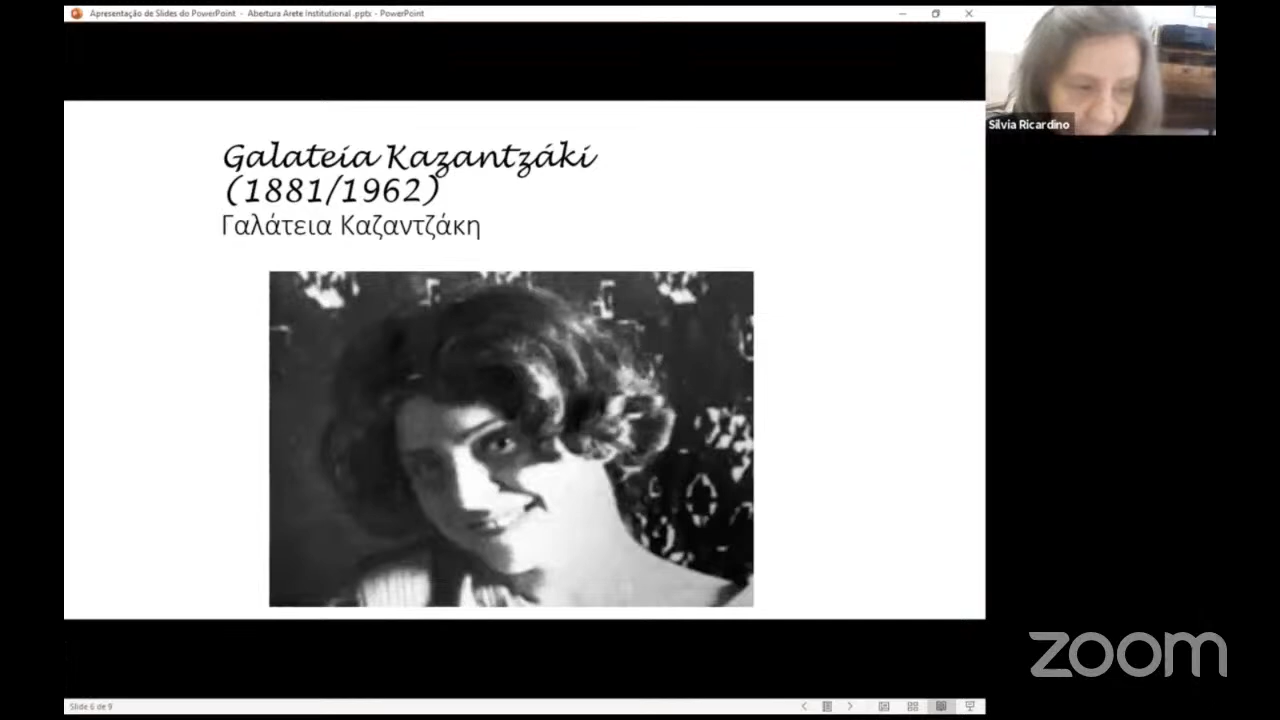 Apresentação de Slides do PowerPoint - Abertura Arete Institutional .pptx - PowerPoint
Silvia Ricardino
Galateia Kazantzáki
(1881/1962)
Γαλάτεια Καζαντζάκη
zoom
Slide 6 de 9